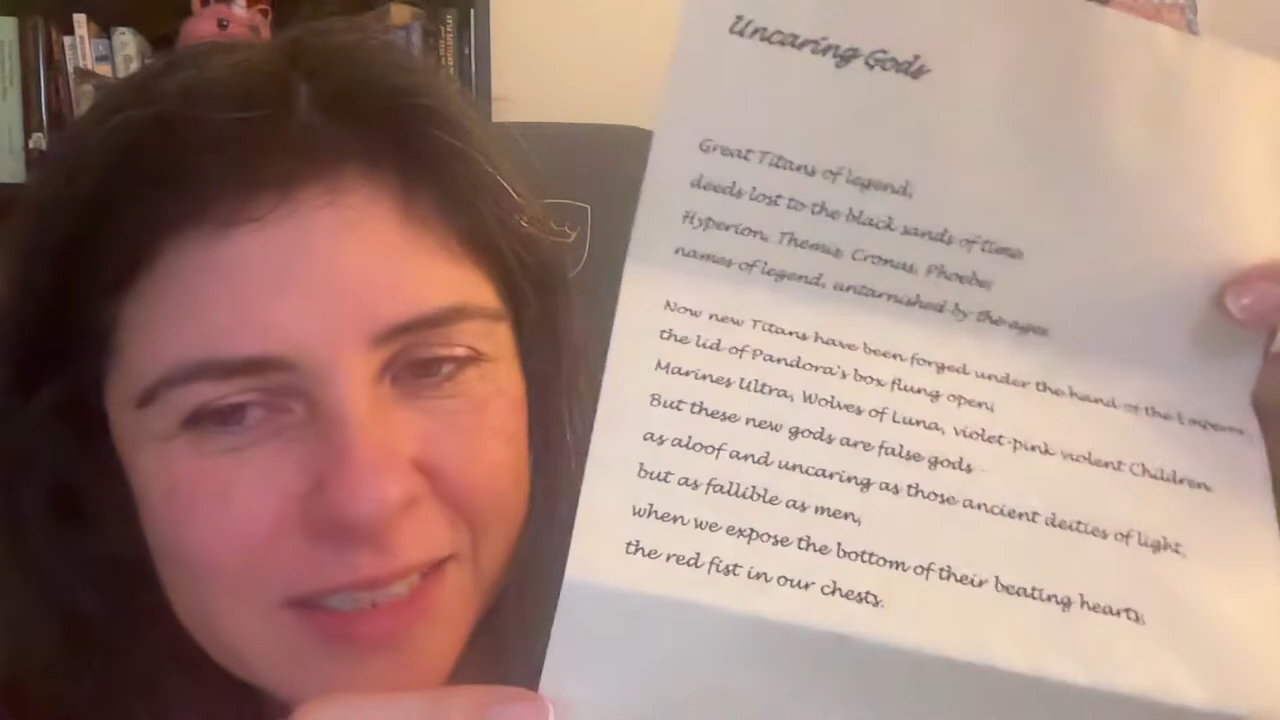 Uncaring Gods
Great Titans of legend,
deeds lost to the black sands of time
Hyperion, Themis, Cronas, Phoebe,
names of legend, untarnished by the ages
Now new Titans have been forged under the hand of the
the lid of Pandora's box flung open,
Marines Ultra, Wolves of Luna, violet-pink violent Children.
But these new gods are false gods
as aloof and uncaring as those ancient deities of light,
but as fallible as men,
when we expose the bottom of their beating hearts
the red fist in our chests.